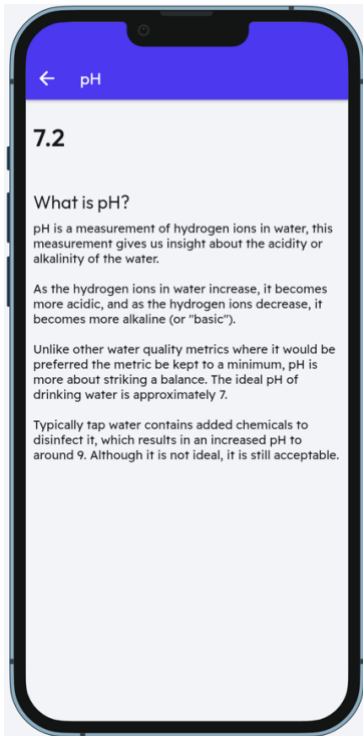 pH
7.2
What is pH?
pH is a measurement of hydrogen ions in water, this
measurement gives us insight about the acidity or
alkalinity of the water.
As the hydrogen ions in water increase, it becomes
more acidic, and as the hydrogen ions decrease, it
becomes more alkaline (or "basic").
Unlike other water quality metrics where it would be
preferred the metric be kept to a minimum, pH is
more about striking a balance. The ideal pH of
drinking water is approximately 7.
Typically tap water contains added chemicals to
disinfect it, which results in an increased pH to
around 9. Although it is not ideal, it is still acceptable.